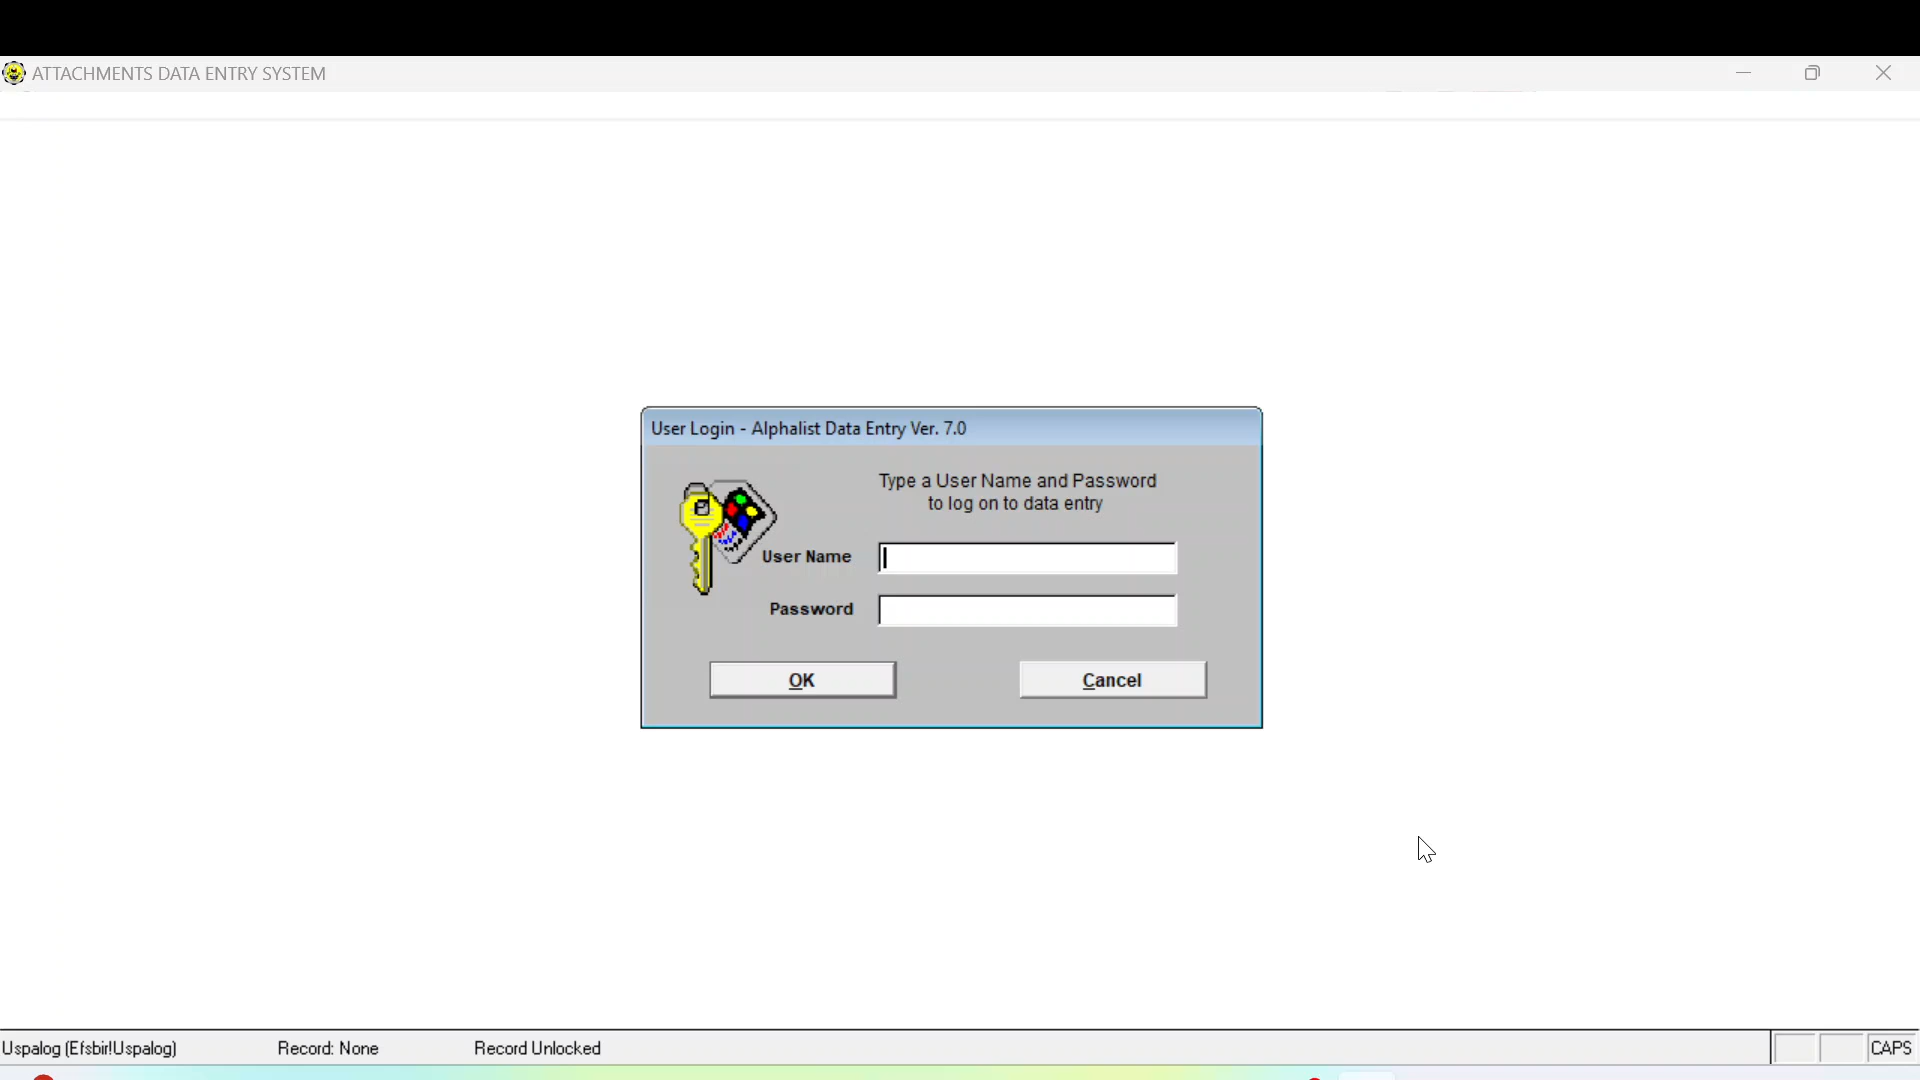 ATTACHMENTS DATA ENTRY SYSTEM
User Login - Alphalist Data Entry Ver. 7.0
Type a User Name and Password
to log on to data entry
User Name
Password
OK Cancel
Uspalog (Efsbir!Uspalog) Record: None Record Unlocked CAPS